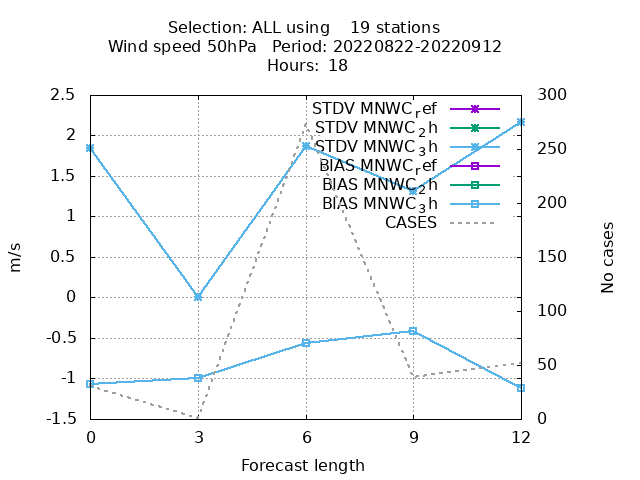 Selection: ALL using 19 stations
Wind speed 50hPa Period: 20220822-20220912
Hours: 18
2.5
2
1.5
1
0.5
0
-0.5
-1
-1.5
m/s
STDV MNWC_ref
STDV MNWC_2h
STDV MNWC_3h
BIAS MNWC_ref
BIAS MNWC_2h
BIAS MNWC_3h
CASES
300
250
200
150
100
50
0
No cases
0 3 6 9 12
Forecast length